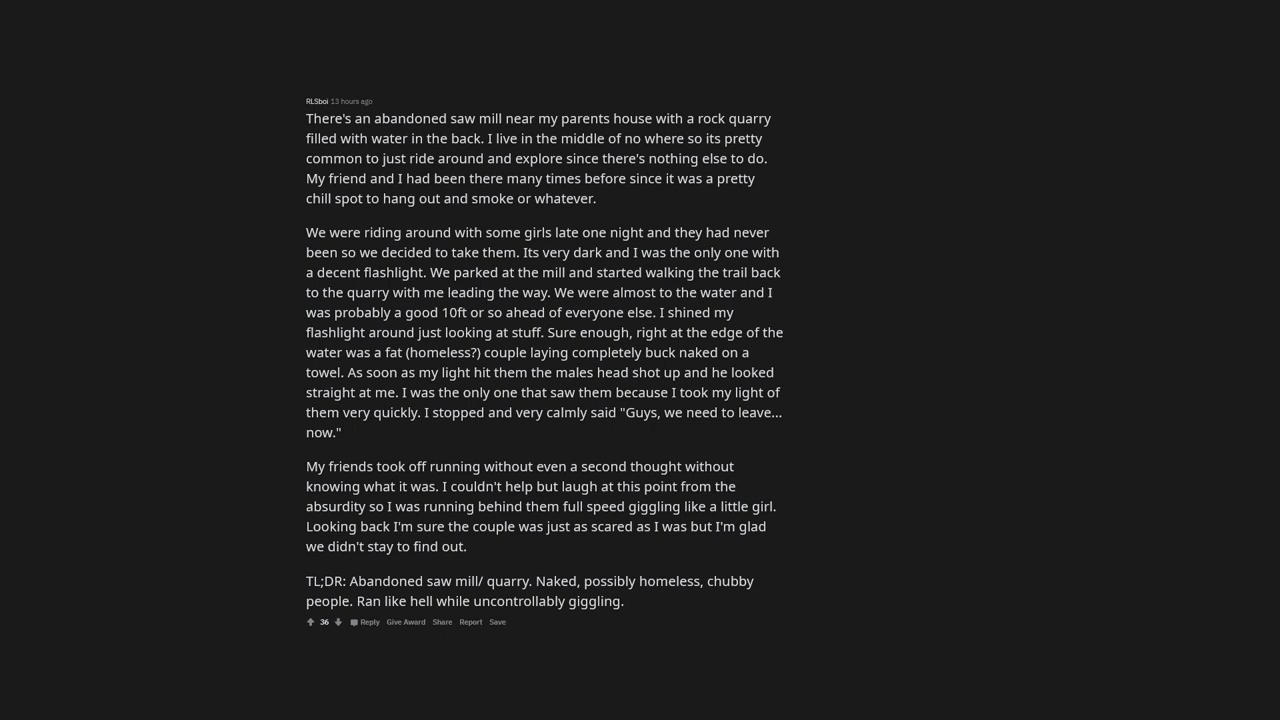 RLSboi 13 hours ago
There's an abandoned saw mill near my parents house with a rock quarry
filled with water in the back. I live in the middle of no where so its pretty
common to just ride around and explore since there's nothing else to do.
My friend and I had been there many times before since it was a pretty
chill spot to hang out and smoke or whatever.
We were riding around with some girls late one night and they had never
been so we decided to take them. Its very dark and I was the only one with
a decent flashlight. We parked at the mill and started walking the trail back
to the quarry with me leading the way. We were almost to the water and I
was probably a good 10ft or so ahead of everyone else. I shined my
flashlight around just looking at stuff. Sure enough, right at the edge of the
water was a fat (homeless?) couple laying completely buck naked on a
towel. As soon as my light hit them the males head shot up and he looked
straight at me. I was the only one that saw them because I took my light of
them very quickly. I stopped and very calmly said "Guys, we need to leave...
now."
My friends took off running without even a second thought without
knowing what it was. I couldn't help but laugh at this point from the
absurdity so I was running behind them full speed giggling like a little girl.
Looking back I'm sure the couple was just as scared as I was but I'm glad
we didn't stay to find out.
TL;DR: Abandoned saw mill/ quarry. Naked, possibly homeless, chubby
people. Ran like hell while uncontrollably giggling.
36 Reply Give Award Share Report Save